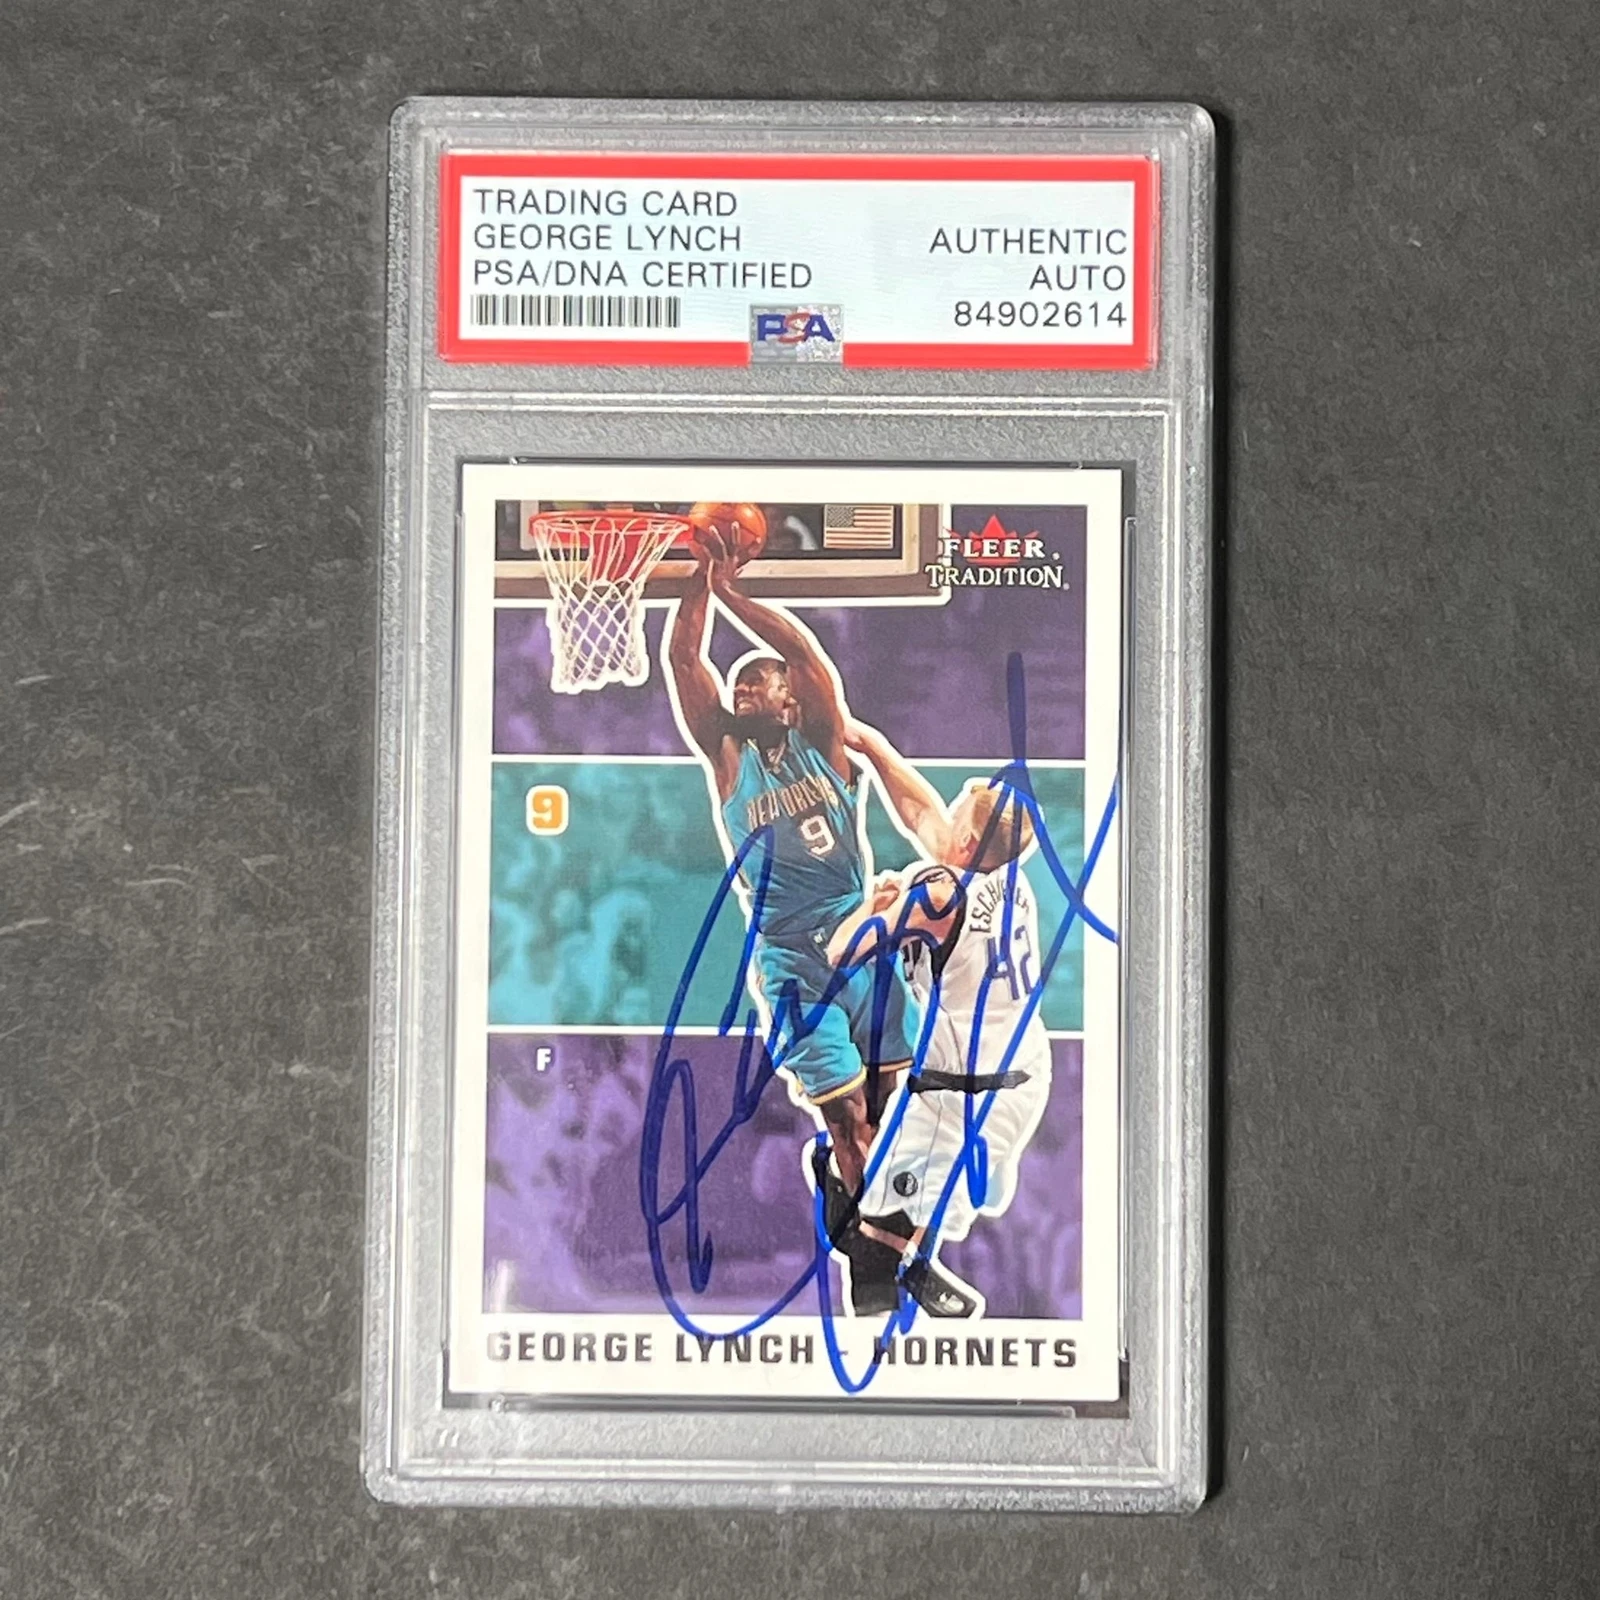 TRADING CARD
GEORGE LYNCH
PSA/DNA CERTIFIED
AUTHENTIC
AUTO
84902614
PSA
FLEER.
TRADITION.
NEW ORLEANS
9
9
42
F
GEORGE LYNCH - HORNETS